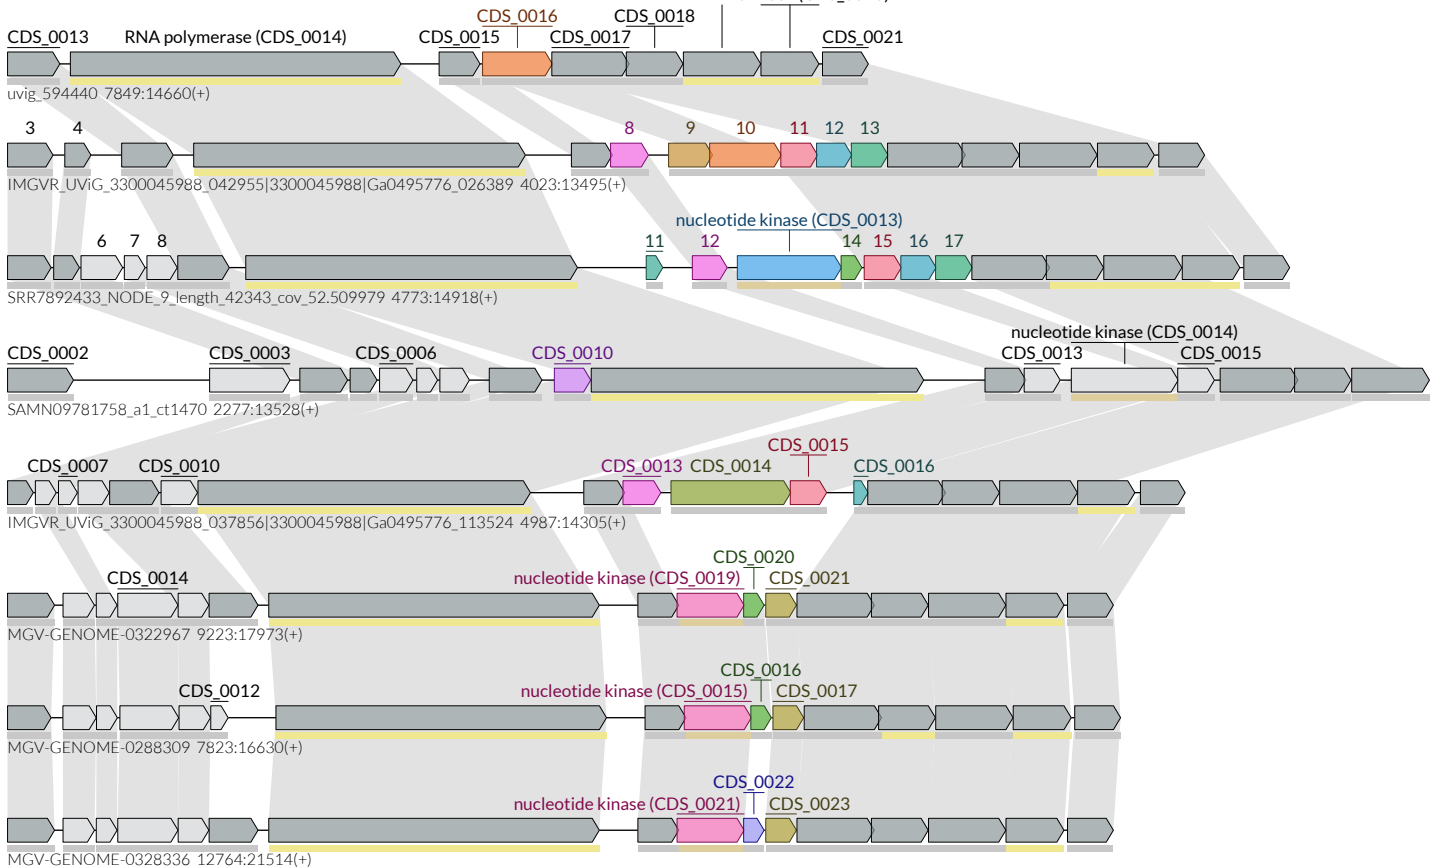 CDS_0016
CDS_0018
CDS_0013 RNA polymerase (CDS_0014) CDS_0015 CDS_0017 CDS_0021
uvig_594440 7849:14660(+)
3 4 8 9 10 11 12 13
IMGVR_UViG_3300045988_042955|3300045988|Ga0495776_026389 4023:13495(+)
nucleotide kinase (CDS_0013)
6 7 8 11 12 14 15 16 17
SRR7892433_NODE_9_length_42343_cov_52.509979 4773:14918(+)
nucleotide kinase (CDS_0014)
CDS_0002 CDS_0003 CDS_0006 CDS_0010 CDS_0013 CDS_0015
SAMN09781758_a1_ct1470 2277:13528(+)
CDS_0015
CDS_0007 CDS_0010 CDS_0013 CDS_0014 CDS_0016
IMGVR_UViG_3300045988_037856|3300045988|Ga0495776_113524 4987:14305(+)
CDS_0020
CDS_0014 nucleotide kinase (CDS_0019) CDS_0021
MGV-GENOME-0322967 9223:17973(+)
CDS_0016
CDS_0012 nucleotide kinase (CDS_0015) CDS_0017
MGV-GENOME-0288309 7823:16630(+)
CDS_0022
nucleotide kinase (CDS_0021) CDS_0023
MGV-GENOME-0328336 12764:21514(+)